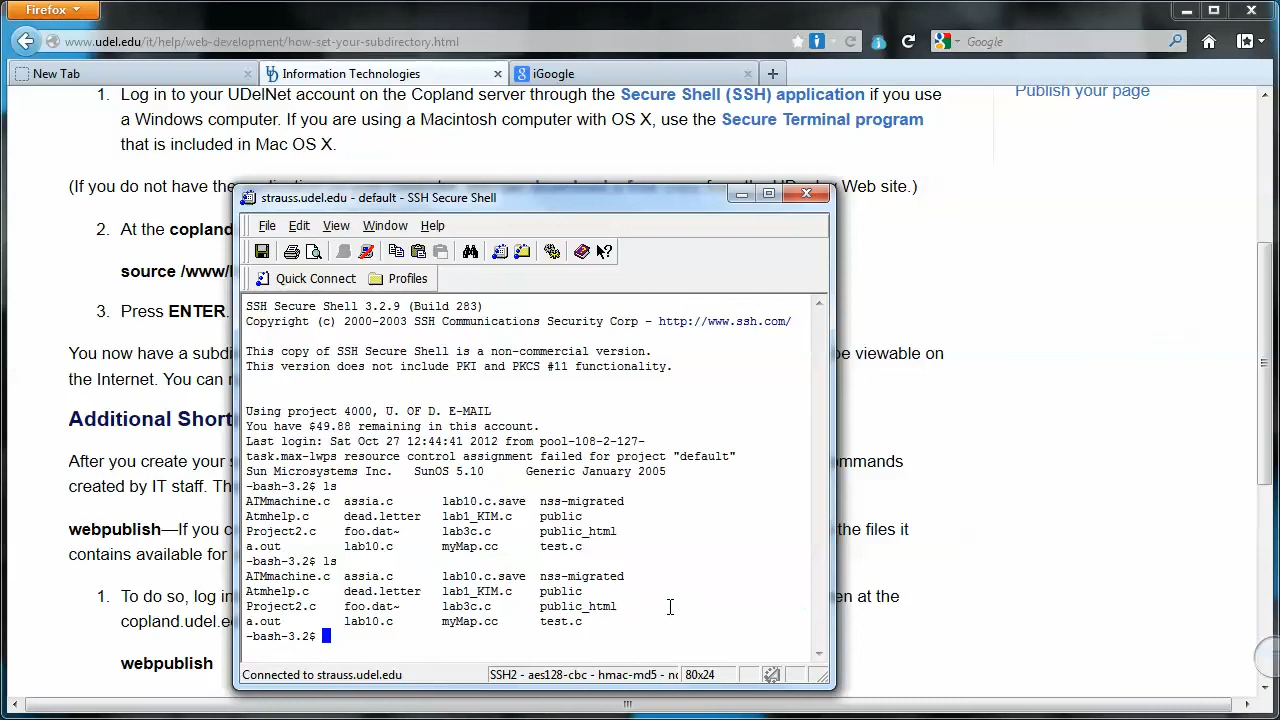 Firefox
www.udel.edu/it/help/web-development/how-set-your-subdirectory.html
Google
New Tab
Information Technologies
iGoogle
1. Log in to your UDelNet account on the Copland server through the Secure Shell (SSH) application if you use
a Windows computer. If you are using a Macintosh computer with OS X, use the Secure Terminal program
that is included in Mac OS X.
Publish your page
(If you do not have the
Web site.)
2. At the copland
source /www/
3. Press ENTER.
You now have a subdi
be viewable on
the Internet. You can
Additional Short
After you create your
commands
created by IT staff. Th
webpublish—If you c
the files it
contains available for
1. To do so, log in
en at the
copland.udel.e
webpublish
strauss.udel.edu - default - SSH Secure Shell
File Edit View Window Help
Quick Connect Profiles
SSH Secure Shell 3.2.9 (Build 283)
Copyright (c) 2000-2003 SSH Communications Security Corp - http://www.ssh.com/
This copy of SSH Secure Shell is a non-commercial version.
This version does not include PKI and PKCS #11 functionality.
Using project 4000, U. OF D. E-MAIL
You have $49.88 remaining in this account.
Last login: Sat Oct 27 12:44:41 2012 from pool-108-2-127-
task.max-lwps resource control assignment failed for project "default"
Sun Microsystems Inc. SunOS 5.10 Generic January 2005
-bash-3.2$ ls
ATMmachine.c assia.c lab10.c.save nss-migrated
Atmhelp.c dead.letter lab1_KIM.c public
Project2.c foo.dat~ lab3c.c public_html
a.out lab10.c myMap.cc test.c
-bash-3.2$ ls
ATMmachine.c assia.c lab10.c.save nss-migrated
Atmhelp.c dead.letter lab1_KIM.c public
Project2.c foo.dat~ lab3c.c public_html
a.out lab10.c myMap.cc test.c
-bash-3.2$
Connected to strauss.udel.edu
SSH2 - aes128-cbc - hmac-md5 - nc
80x24